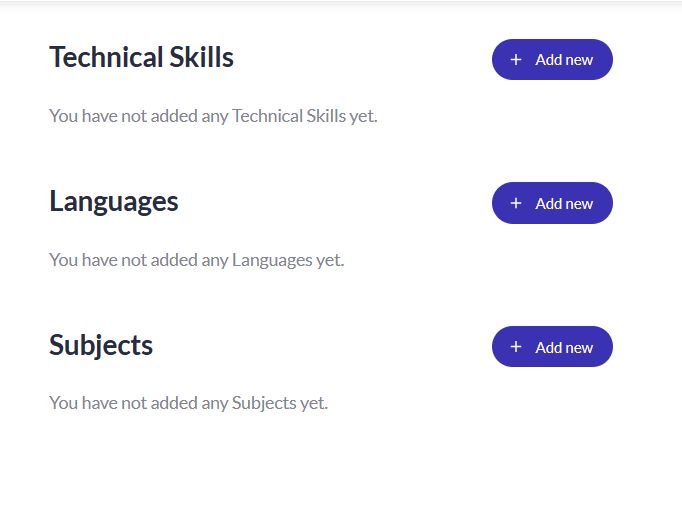 Technical Skills
+ Add new
You have not added any Technical Skills yet.
Languages
+ Add new
You have not added any Languages yet.
Subjects
+ Add new
You have not added any Subjects yet.